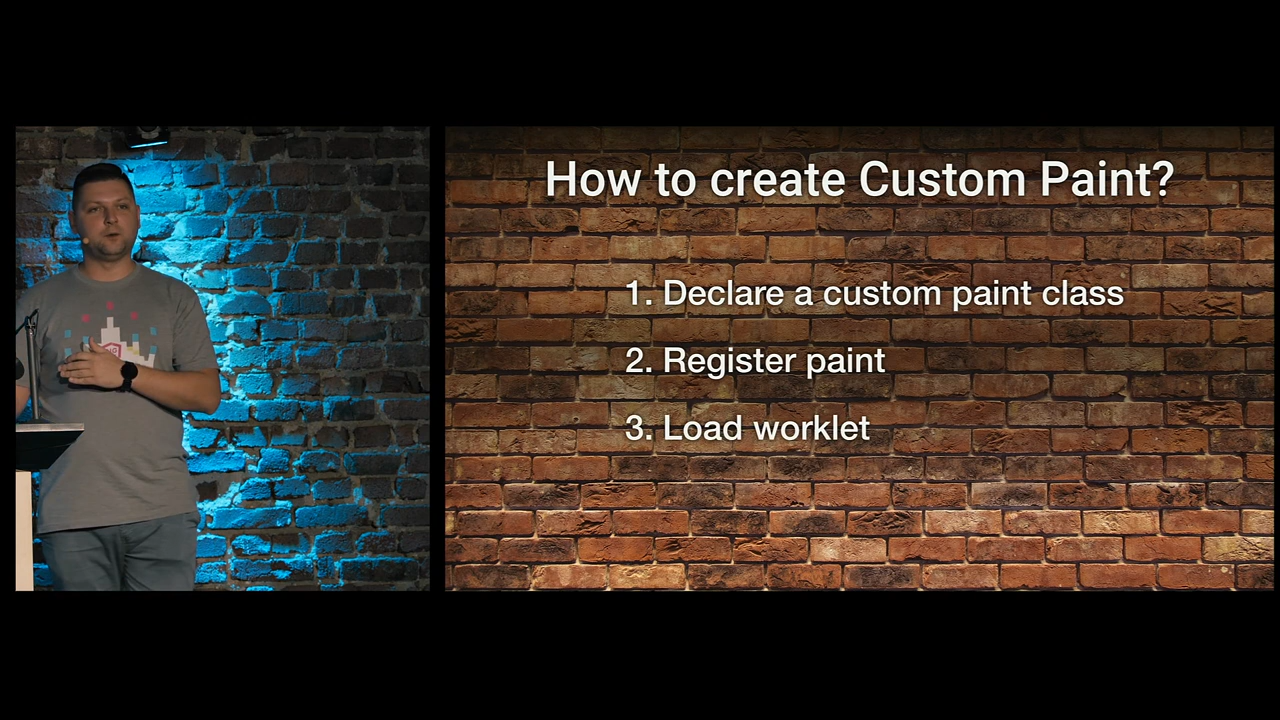 How to create Custom Paint?
1. Declare a custom paint class
2. Register paint
3. Load worklet